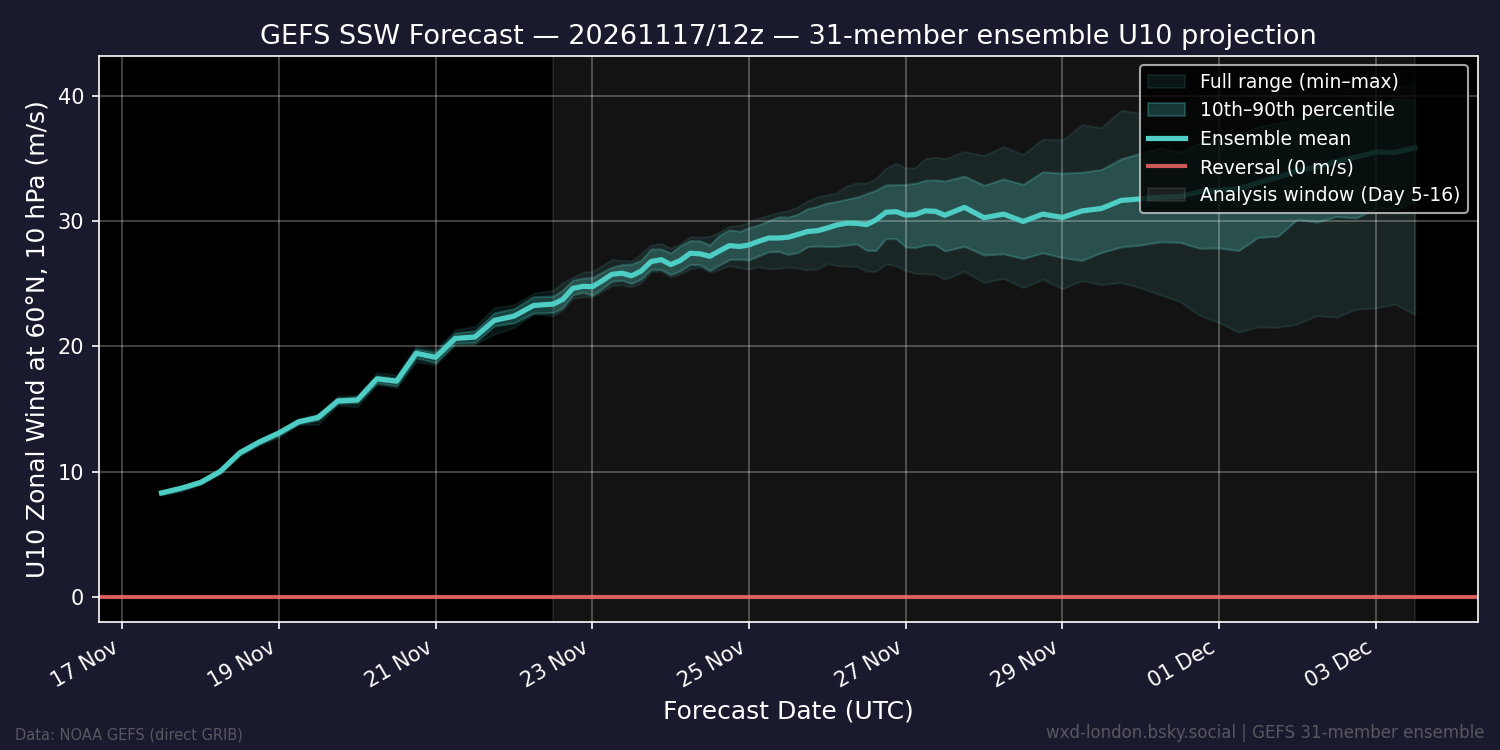 GEFS SSW Forecast — 20261117/12z — 31-member ensemble U10 projection
Full range (min–max)
10th–90th percentile
Ensemble mean
Reversal (0 m/s)
Analysis window (Day 5-16)
U10 Zonal Wind at 60°N, 10 hPa (m/s)
40
30
20
10
0
17 Nov
19 Nov
21 Nov
23 Nov
25 Nov
27 Nov
29 Nov
01 Dec
03 Dec
Forecast Date (UTC)
Data: NOAA GEFS (direct GRIB)
wxd-london.bsky.social | GEFS 31-member ensemble